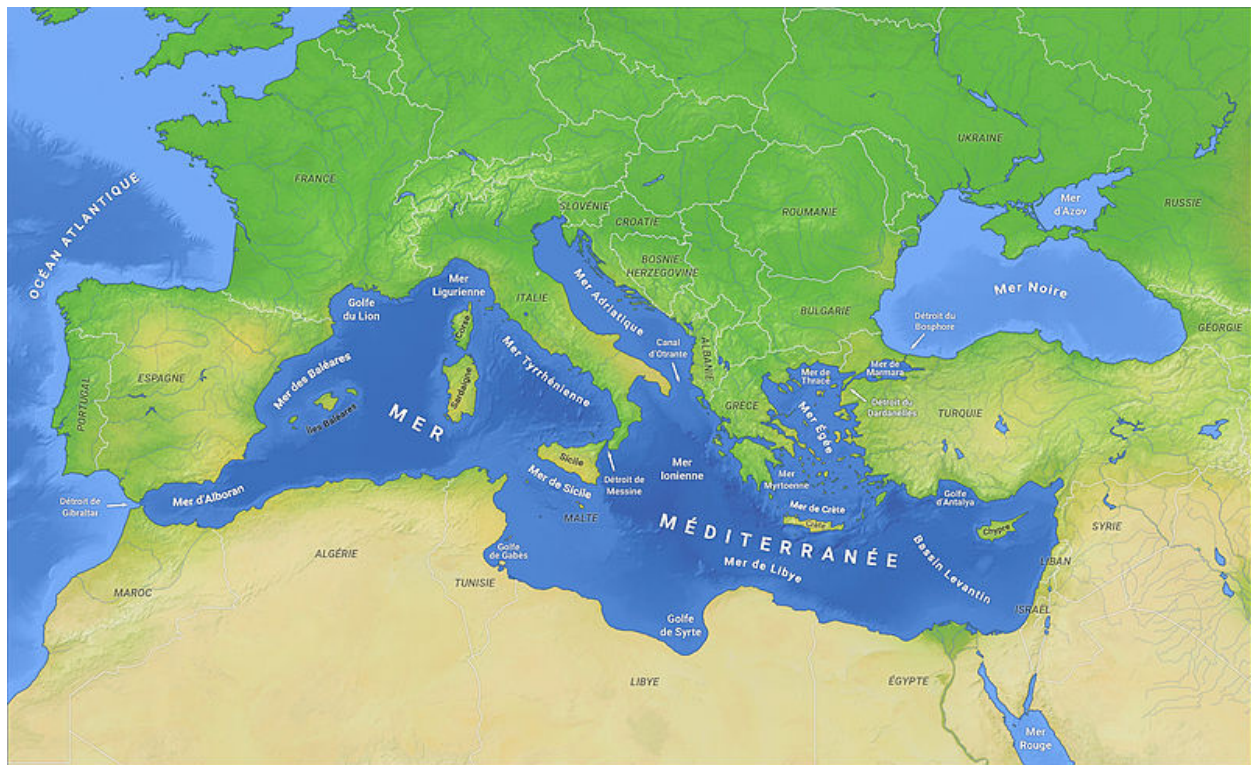 OCÉAN ATLANTIQUE
FRANCE
UKRAINE
RUSSIE
Mer
d'Azov
SLOVÉNIE
CROATIE
ROUMANIE
BOSNIE-
HERZÉGOVINE
Mer Noire
Mer
Ligurienne
ITALIE
Mer Adriatique
Golfe
du Lion
BULGARIE
Détroit du
Bosphore
GÉORGIE
Corse
Canal
d'Otrante
ALBANIE
Mer Tyrrhénienne
Mer des Baléares
ESPAGNE
PORTUGAL
Îles Baléares
Sardaigne
Mer de
Thrace
Mer de
Marmara
Détroit du
Dardanelles
GRÈCE
Mer Égée
TURQUIE
MER
Sicile
Mer
Ionienne
Détroit de
Messine
Mer de Sicile
MALTE
Mer
Myrtoenne
Mer de Crète
Crète
Golfe
d'Antalya
Chypre
SYRIE
Détroit de
Gibraltar
Mer d'Alboran
MÉDITERRANÉE
ALGÉRIE
Golfe
de Gabès
TUNISIE
Mer de Libye
Bassin Levantin
LIBAN
ISRAËL
MAROC
Golfe
de Syrte
LIBYE
ÉGYPTE
Mer
Rouge